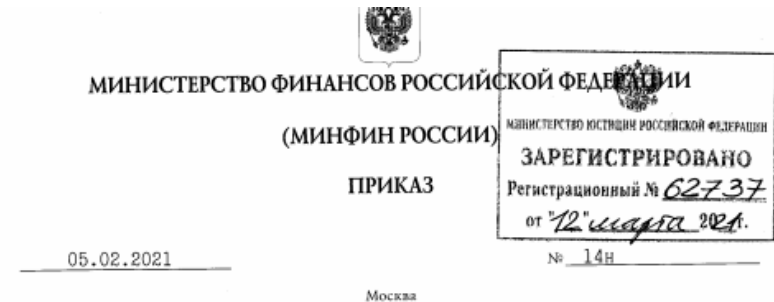 МИНИСТЕРСТВО ФИНАНСОВ РОССИЙСКОЙ ФЕДЕРАЦИИ
(МИНФИН РОССИИ)
ПРИКАЗ
МИНИСТЕРСТВО ЮСТИЦИИ РОССИЙСКОЙ ФЕДЕРАЦИИ
ЗАРЕГИСТРИРОВАНО
Регистрационный № 62737
от "12" марта 2021г.
05.02.2021
№ 14н
Москва